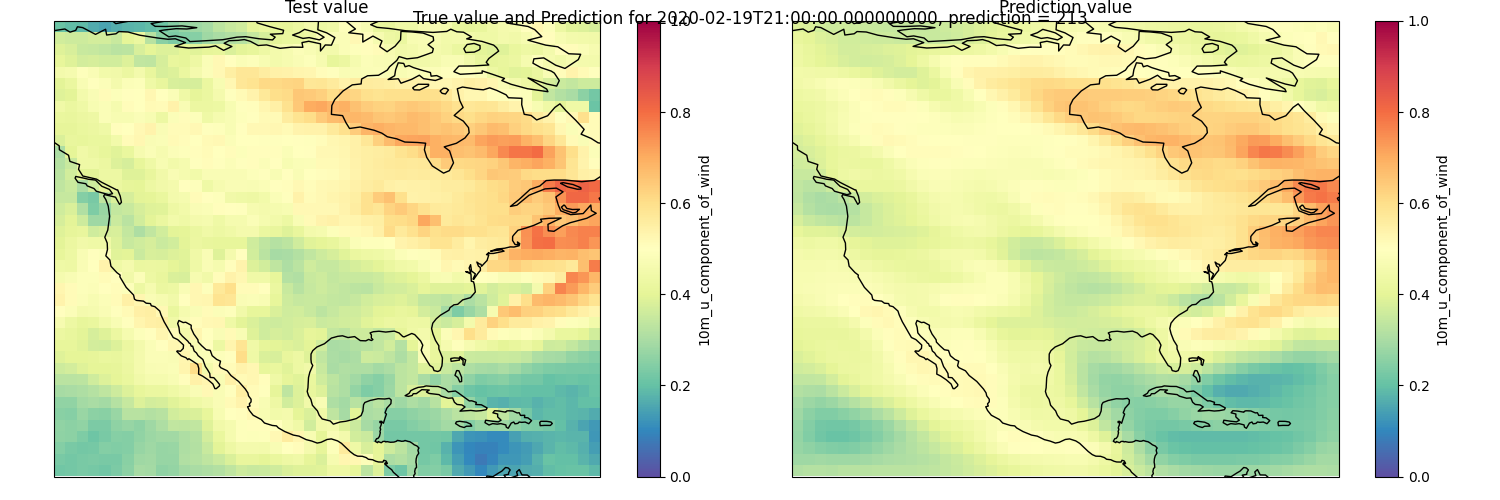 True value and Prediction for 2020-02-19T21:00:00.000000000, prediction = 213
Test value
1.0
0.8
0.6
0.4
0.2
0.0
10m_u_component_of_wind
Prediction value
1.0
0.8
0.6
0.4
0.2
0.0
10m_u_component_of_wind